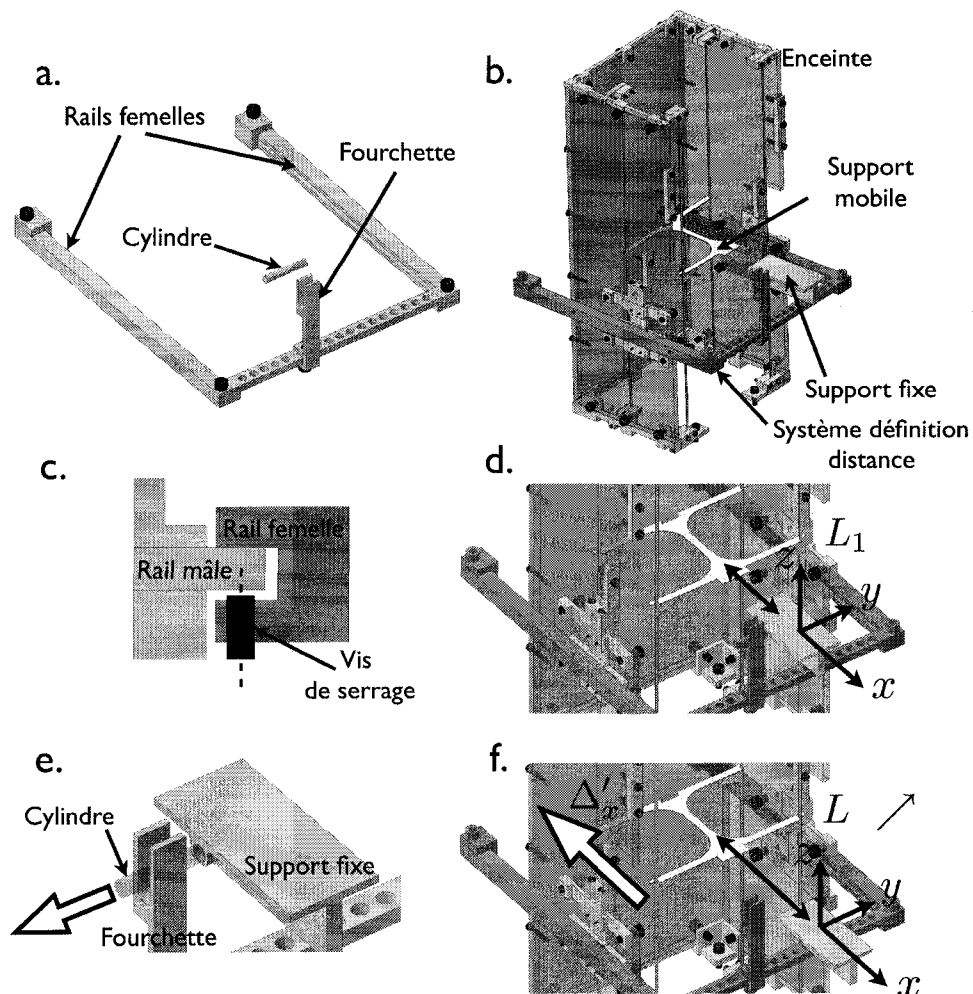 a.
Rails femelles
Fourchette
Cylindre
b.
Enceinte
Support
mobile
Support fixe
Système définition
distance
c.
Rail femelle
Rail mâle
Vis
de serrage
d.
L₁
z
y
x
e.
Cylindre
Support fixe
Fourchette
f.
Δ'ₓ
L ↗
z
y
x